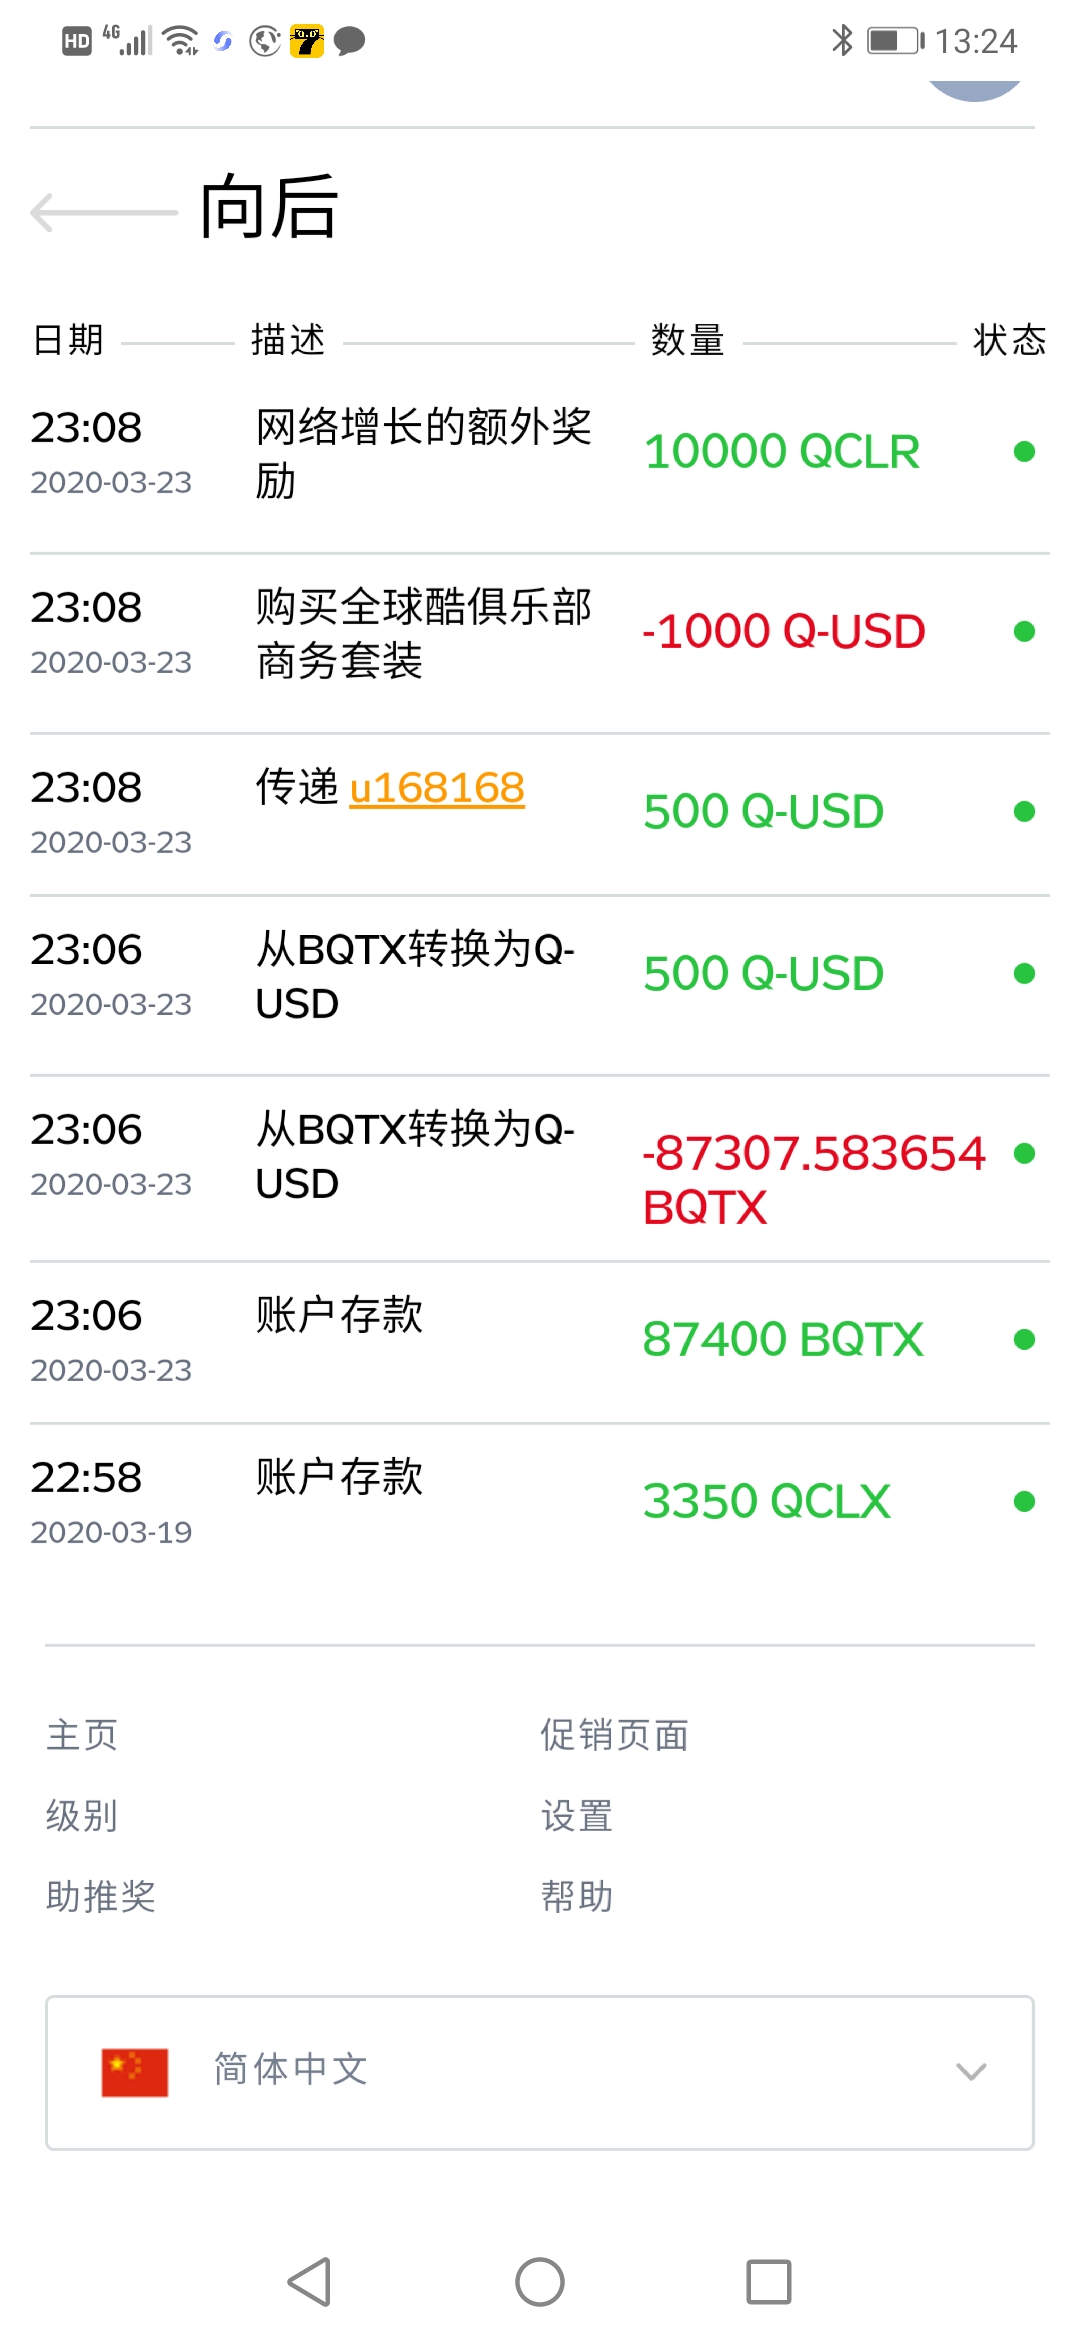 HD 4G 13:24
向后
日期 描述 数量 状态
23:08 网络增长的额外奖
励 10000 QCLR
2020-03-23
23:08 购买全球酷俱乐部
商务套装 -1000 Q-USD
2020-03-23
23:08 传递 u168168 500 Q-USD
2020-03-23
23:06 从BQTX转换为Q-
USD 500 Q-USD
2020-03-23
23:06 从BQTX转换为Q-
USD -87307.583654
BQTX
2020-03-23
23:06 账户存款 87400 BQTX
2020-03-23
22:58 账户存款 3350 QCLX
2020-03-19
主页 促销页面
级别 设置
助推奖 帮助
简体中文